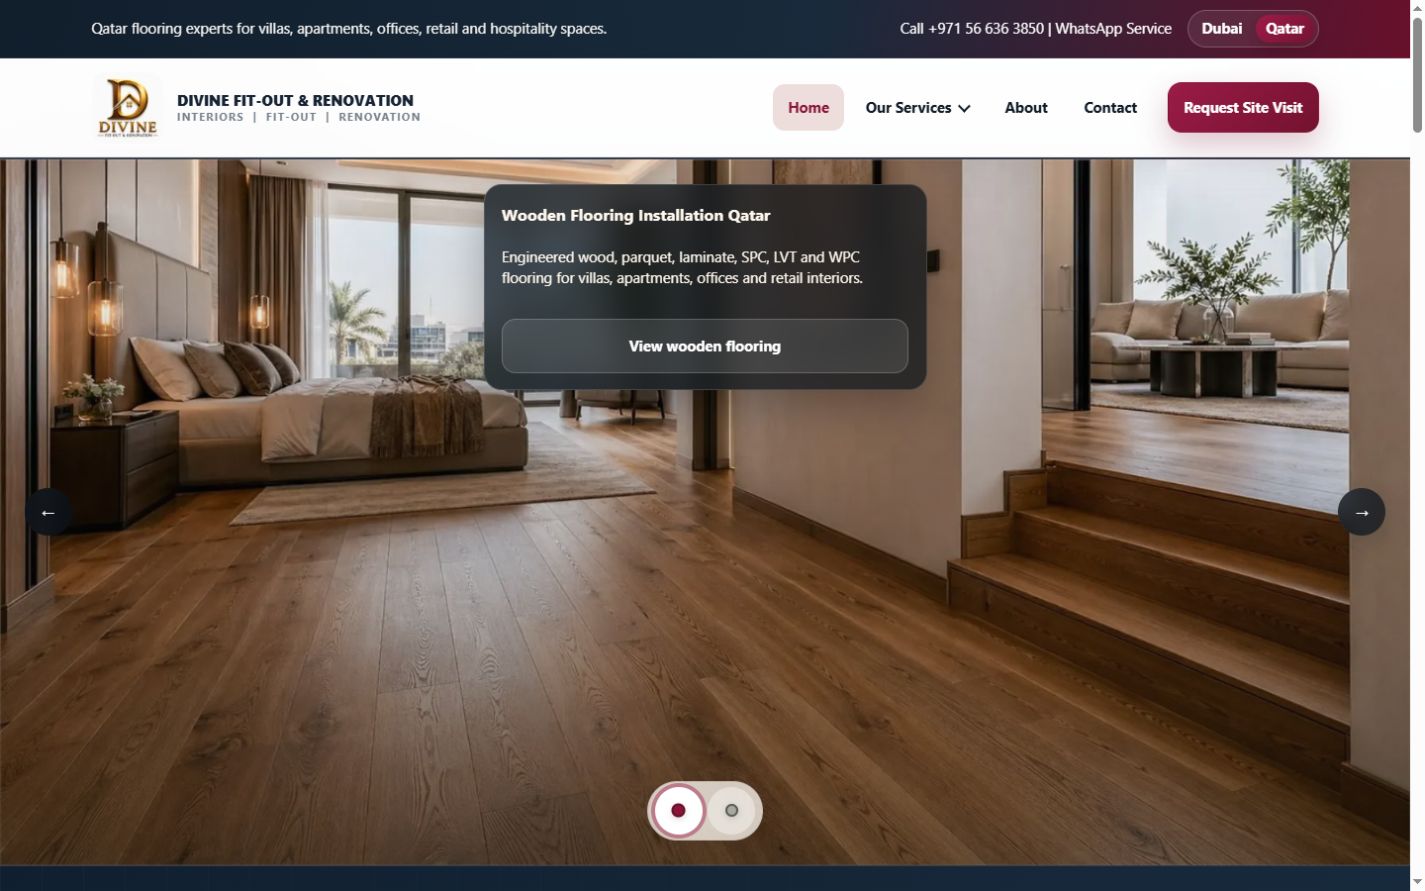 Qatar flooring experts for villas, apartments, offices, retail and hospitality spaces.
Call +971 56 636 3850 | WhatsApp Service
Dubai
Qatar
DIVINE
FIT-OUT & RENOVATION
DIVINE FIT-OUT & RENOVATION
INTERIORS | FIT-OUT | RENOVATION
Home
Our Services
About
Contact
Request Site Visit
Wooden Flooring Installation Qatar
Engineered wood, parquet, laminate, SPC, LVT and WPC
flooring for villas, apartments, offices and retail interiors.
View wooden flooring
←
→